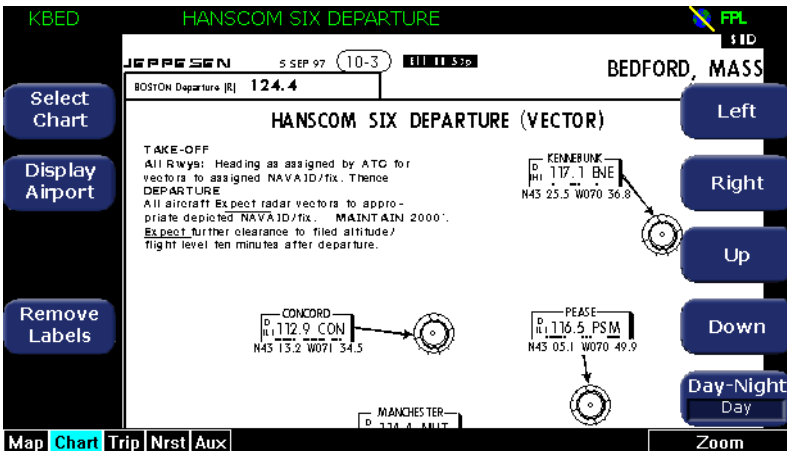 KBED HANSCOM SIX DEPARTURE FPL
SID
JEPPESEN 5 SEP 97 10-3 Eff 11 Sep
BEDFORD, MASS
BOSTON Departure (R) 124.4
HANSCOM SIX DEPARTURE (VECTOR)
TAKE-OFF
All Rwys: Heading as assigned by ATC for
vectors to assigned NAVAID/fix. Thence
DEPARTURE
All aircraft Expect radar vectors to appro-
priate depicted NAVAID/fix. MAINTAIN 2000'.
Expect further clearance to filed altitude/
flight level ten minutes after departure.
KENNEBUNK
D
(H) 117.1 ENE
N43 25.5 W070 36.8
CONCORD
D
(L) 112.9 CON
N43 13.2 W071 34.5
PEASE
D
(L) 116.5 PSM
N43 05.1 W070 49.9
MANCHESTER
D
Select
Chart
Display
Airport
Remove
Labels
Left
Right
Up
Down
Day-Night
Day
Map Chart Trip Nrst Aux
Zoom